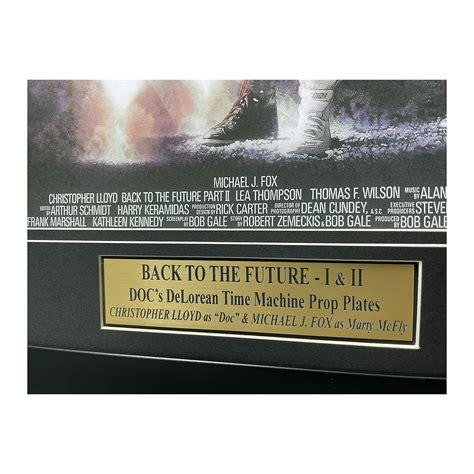 MICHAEL J. FOX
CHRISTOPHER LLOYD BACK TO THE FUTURE PART II LEA THOMPSON THOMAS F. WILSON MUSIC BY ALAN
EDITED BY ARTHUR SCHMIDT HARRY KERAMIDAS PRODUCTION DESIGN BY RICK CARTER DIRECTOR OF PHOTOGRAPHY DEAN CUNDEY, A.S.C. EXECUTIVE PRODUCERS STEVE
FRANK MARSHALL KATHLEEN KENNEDY SCREENPLAY BY BOB GALE STORY BY ROBERT ZEMECKIS & BOB GALE PRODUCED BY BOB GALE
BACK TO THE FUTURE - I & II
DOC's DeLorean Time Machine Prop Plates
CHRISTOPHER LLOYD as "Doc" & MICHAEL J. FOX as Marty McFly